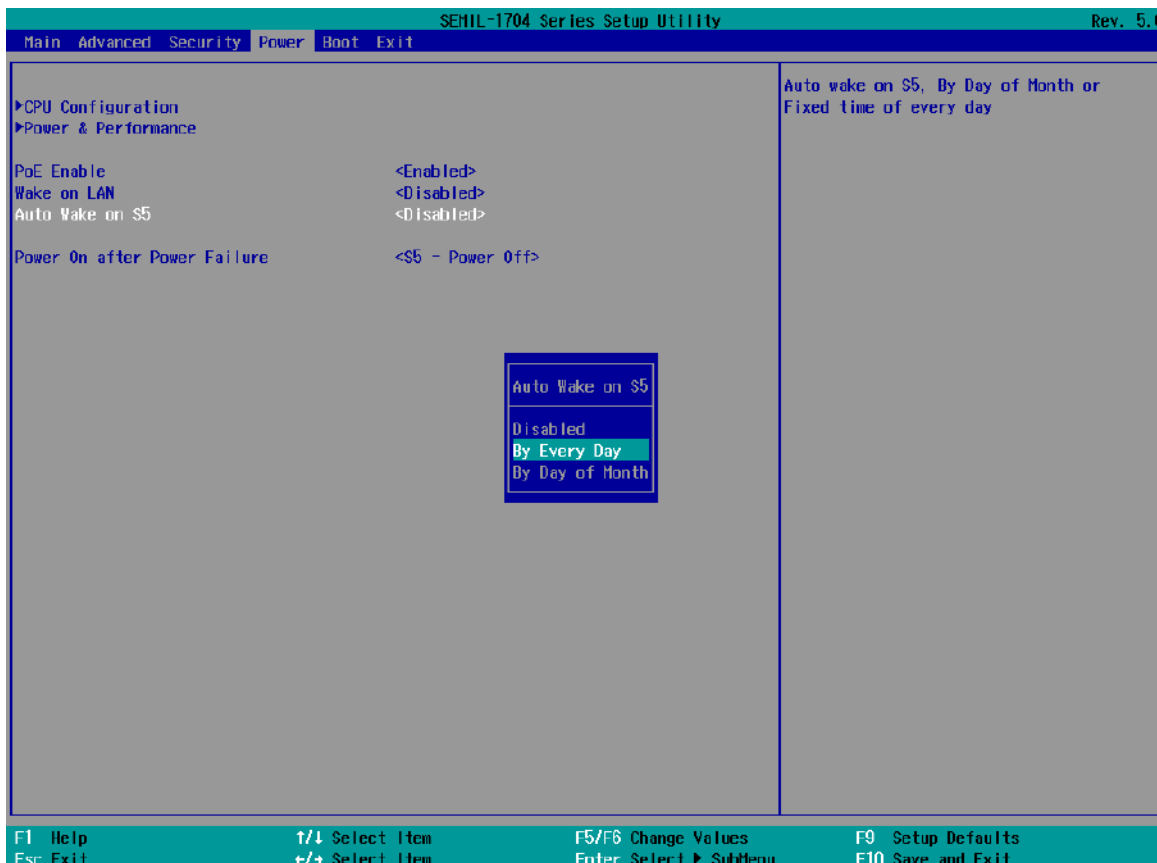 SEMIL-1704 Series Setup Utility Rev. 5.
Main Advanced Security Power Boot Exit
▶CPU Configuration
▶Power & Performance
PoE Enable <Enabled>
Wake on LAN <Disabled>
Auto Wake on S5 <Disabled>
Power On after Power Failure <S5 - Power Off>
Auto wake on S5, By Day of Month or
Fixed time of every day
Auto Wake on S5
Disabled
By Every Day
By Day of Month
F1 Help ↑/↓ Select Item F5/F6 Change Values F9 Setup Defaults
Esc Exit ←/→ Select Item Enter Select ▶ SubMenu F10 Save and Exit